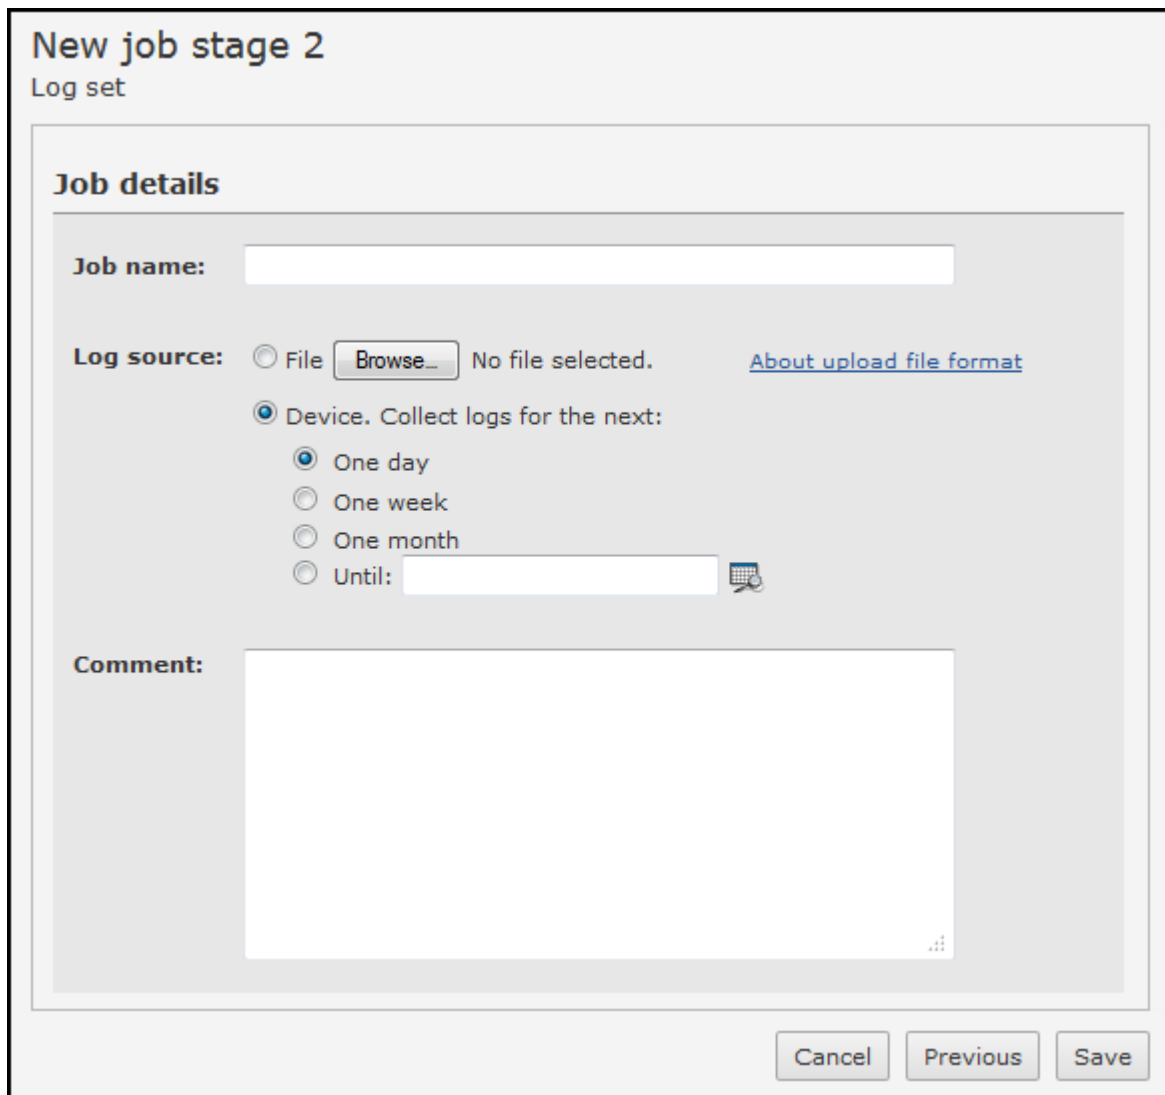 New job stage 2
Log set
Job details
Job name:
Log source: File Browse... No file selected. About upload file format
Device. Collect logs for the next:
One day
One week
One month
Until:
Comment:
Cancel Previous Save